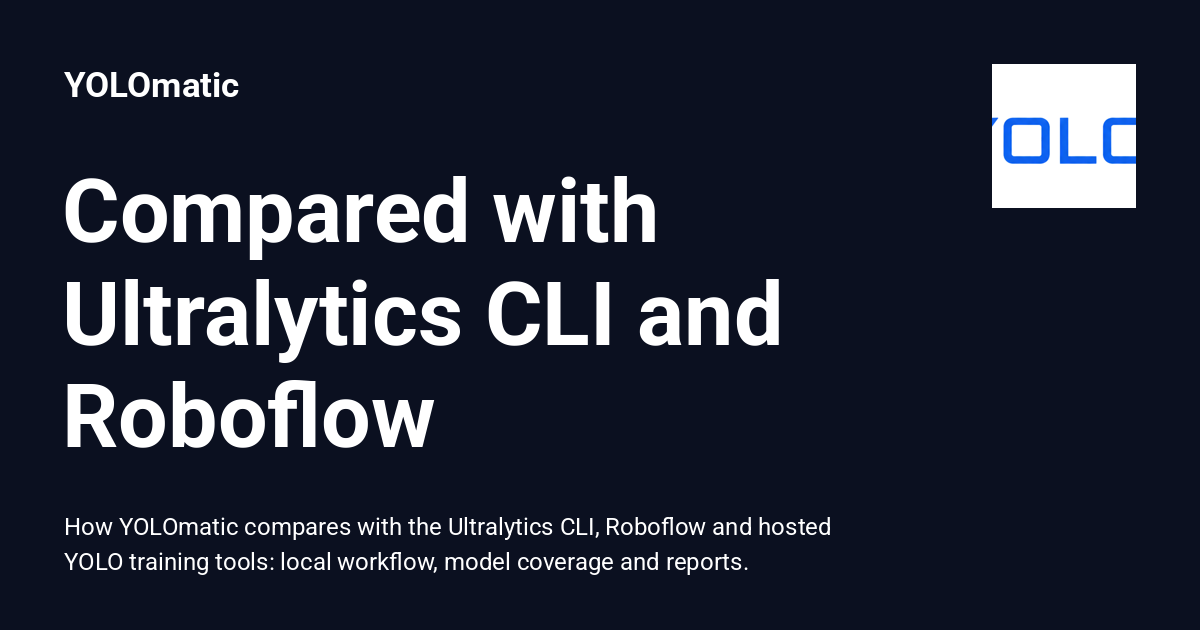 YOLOmatic
YOLO
Compared with
Ultralytics CLI and
Roboflow
How YOLOmatic compares with the Ultralytics CLI, Roboflow and hosted
YOLO training tools: local workflow, model coverage and reports.